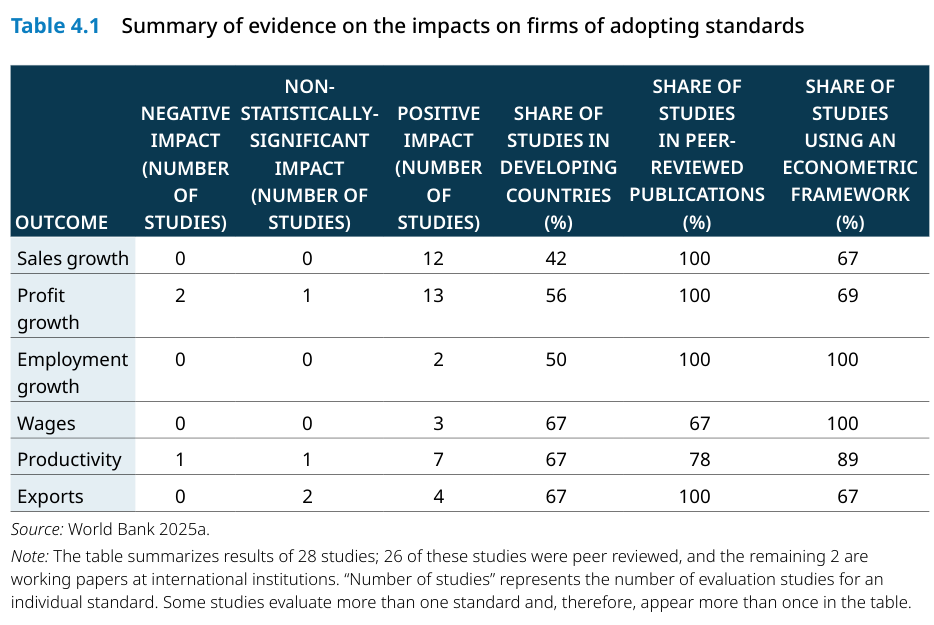 Table 4.1 Summary of evidence on the impacts on firms of adopting standards
OUTCOME NEGATIVE IMPACT (NUMBER OF STUDIES) NON-STATISTICALLY-SIGNIFICANT IMPACT (NUMBER OF STUDIES) POSITIVE IMPACT (NUMBER OF STUDIES) SHARE OF STUDIES IN DEVELOPING COUNTRIES (%) SHARE OF STUDIES IN PEER-REVIEWED PUBLICATIONS (%) SHARE OF STUDIES USING AN ECONOMETRIC FRAMEWORK (%)
Sales growth 0 0 12 42 100 67
Profit growth 2 1 13 56 100 69
Employment growth 0 0 2 50 100 100
Wages 0 0 3 67 67 100
Productivity 1 1 7 67 78 89
Exports 0 2 4 67 100 67
Source: World Bank 2025a.
Note: The table summarizes results of 28 studies; 26 of these studies were peer reviewed, and the remaining 2 are
working papers at international institutions. “Number of studies” represents the number of evaluation studies for an
individual standard. Some studies evaluate more than one standard and, therefore, appear more than once in the table.